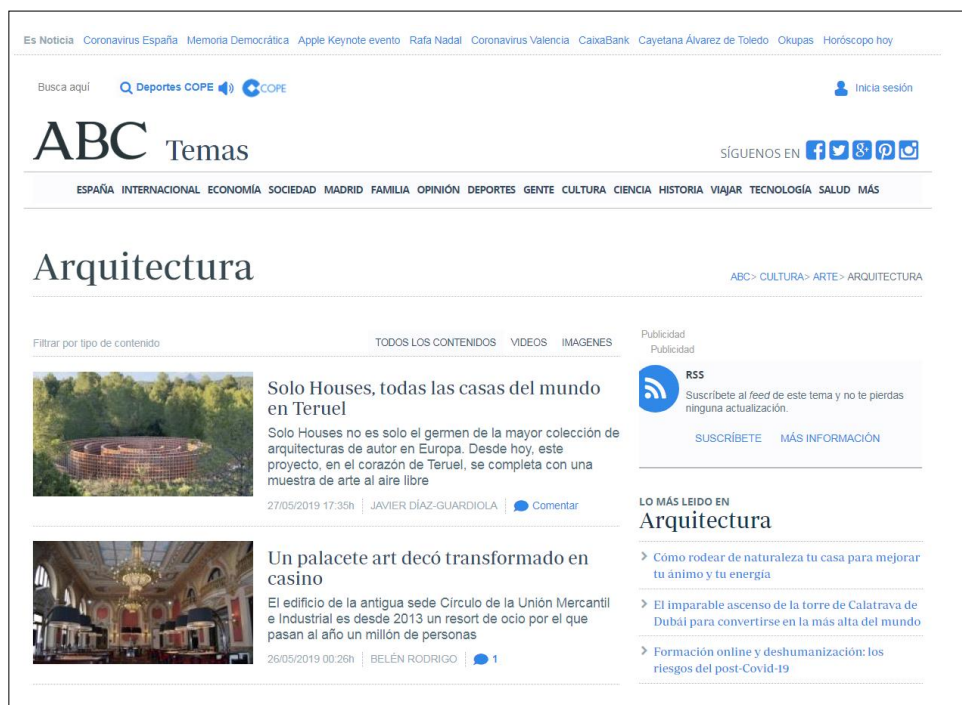 Es Noticia Coronavirus España Memoria Democrática Apple Keynote evento Rafa Nadal Coronavirus Valencia CaixaBank Cayetana Álvarez de Toledo Okupas Horóscopo hoy
Busca aquí Deportes COPE COPE Inicia sesión
ABC Temas
SÍGUENOS EN
ESPAÑA INTERNACIONAL ECONOMÍA SOCIEDAD MADRID FAMILIA OPINIÓN DEPORTES GENTE CULTURA CIENCIA HISTORIA VIAJAR TECNOLOGÍA SALUD MÁS
Arquitectura
ABC> CULTURA> ARTE> ARQUITECTURA
Filtrar por tipo de contenido TODOS LOS CONTENIDOS VIDEOS IMAGENES
Solo Houses, todas las casas del mundo
en Teruel
Solo Houses no es solo el germen de la mayor colección de
arquitecturas de autor en Europa. Desde hoy, este
proyecto, en el corazón de Teruel, se completa con una
muestra de arte al aire libre
27/05/2019 17:35h JAVIER DÍAZ-GUARDIOLA Comentar
Un palacete art decó transformado en
casino
El edificio de la antigua sede Círculo de la Unión Mercantil
e Industrial es desde 2013 un resort de ocio por el que
pasan al año un millón de personas
26/05/2019 00:26h BELÉN RODRIGO 1
Publicidad
Publicidad
RSS
Suscríbete al feed de este tema y no te pierdas
ninguna actualización.
SUSCRÍBETE MÁS INFORMACIÓN
LO MÁS LEIDO EN
Arquitectura
Cómo rodear de naturaleza tu casa para mejorar
tu ánimo y tu energía
El imparable ascenso de la torre de Calatrava de
Dubái para convertirse en la más alta del mundo
Formación online y deshumanización: los
riesgos del post-Covid-19